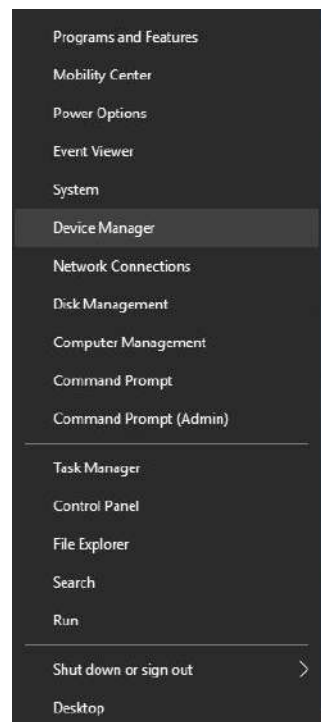 Programs and Features
Mobility Center
Power Options
Event Viewer
System
Device Manager
Network Connections
Disk Management
Computer Management
Command Prompt
Command Prompt (Admin)
Task Manager
Control Panel
File Explorer
Search
Run
Shut down or sign out
Desktop